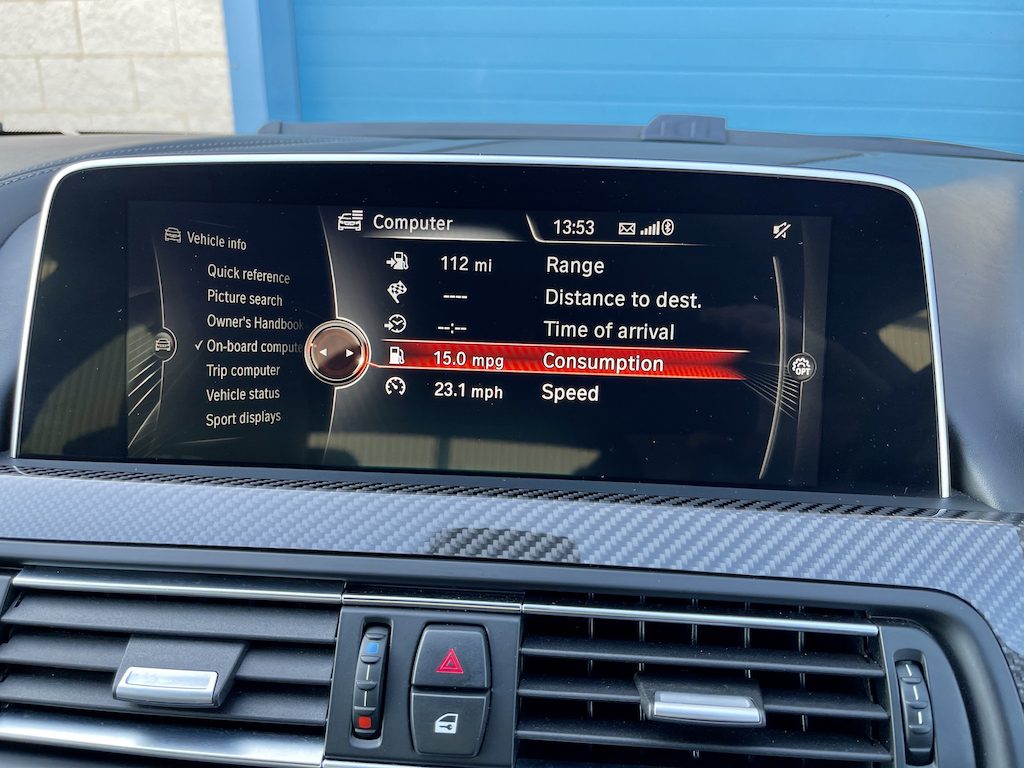 Vehicle info
Quick reference
Picture search
Owner's Handbook
On-board compute
Trip computer
Vehicle status
Sport displays
Computer
13:53
112 mi Range
---- Distance to dest.
--:-- Time of arrival
15.0 mpg Consumption
23.1 mph Speed
OPT